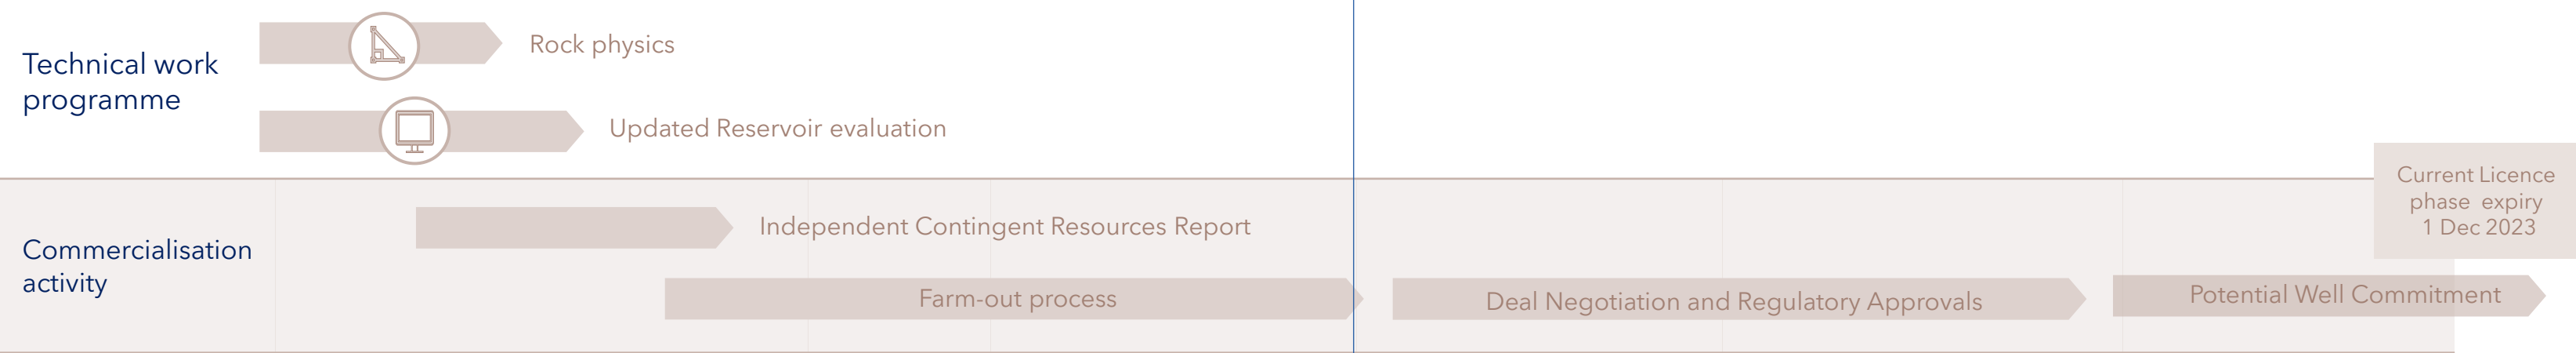 Technical work
programme
Rock physics
Updated Reservoir evaluation
Current Licence
phase expiry
1 Dec 2023
Commercialisation
activity
Independent Contingent Resources Report
Farm-out process
Deal Negotiation and Regulatory Approvals
Potential Well Commitment